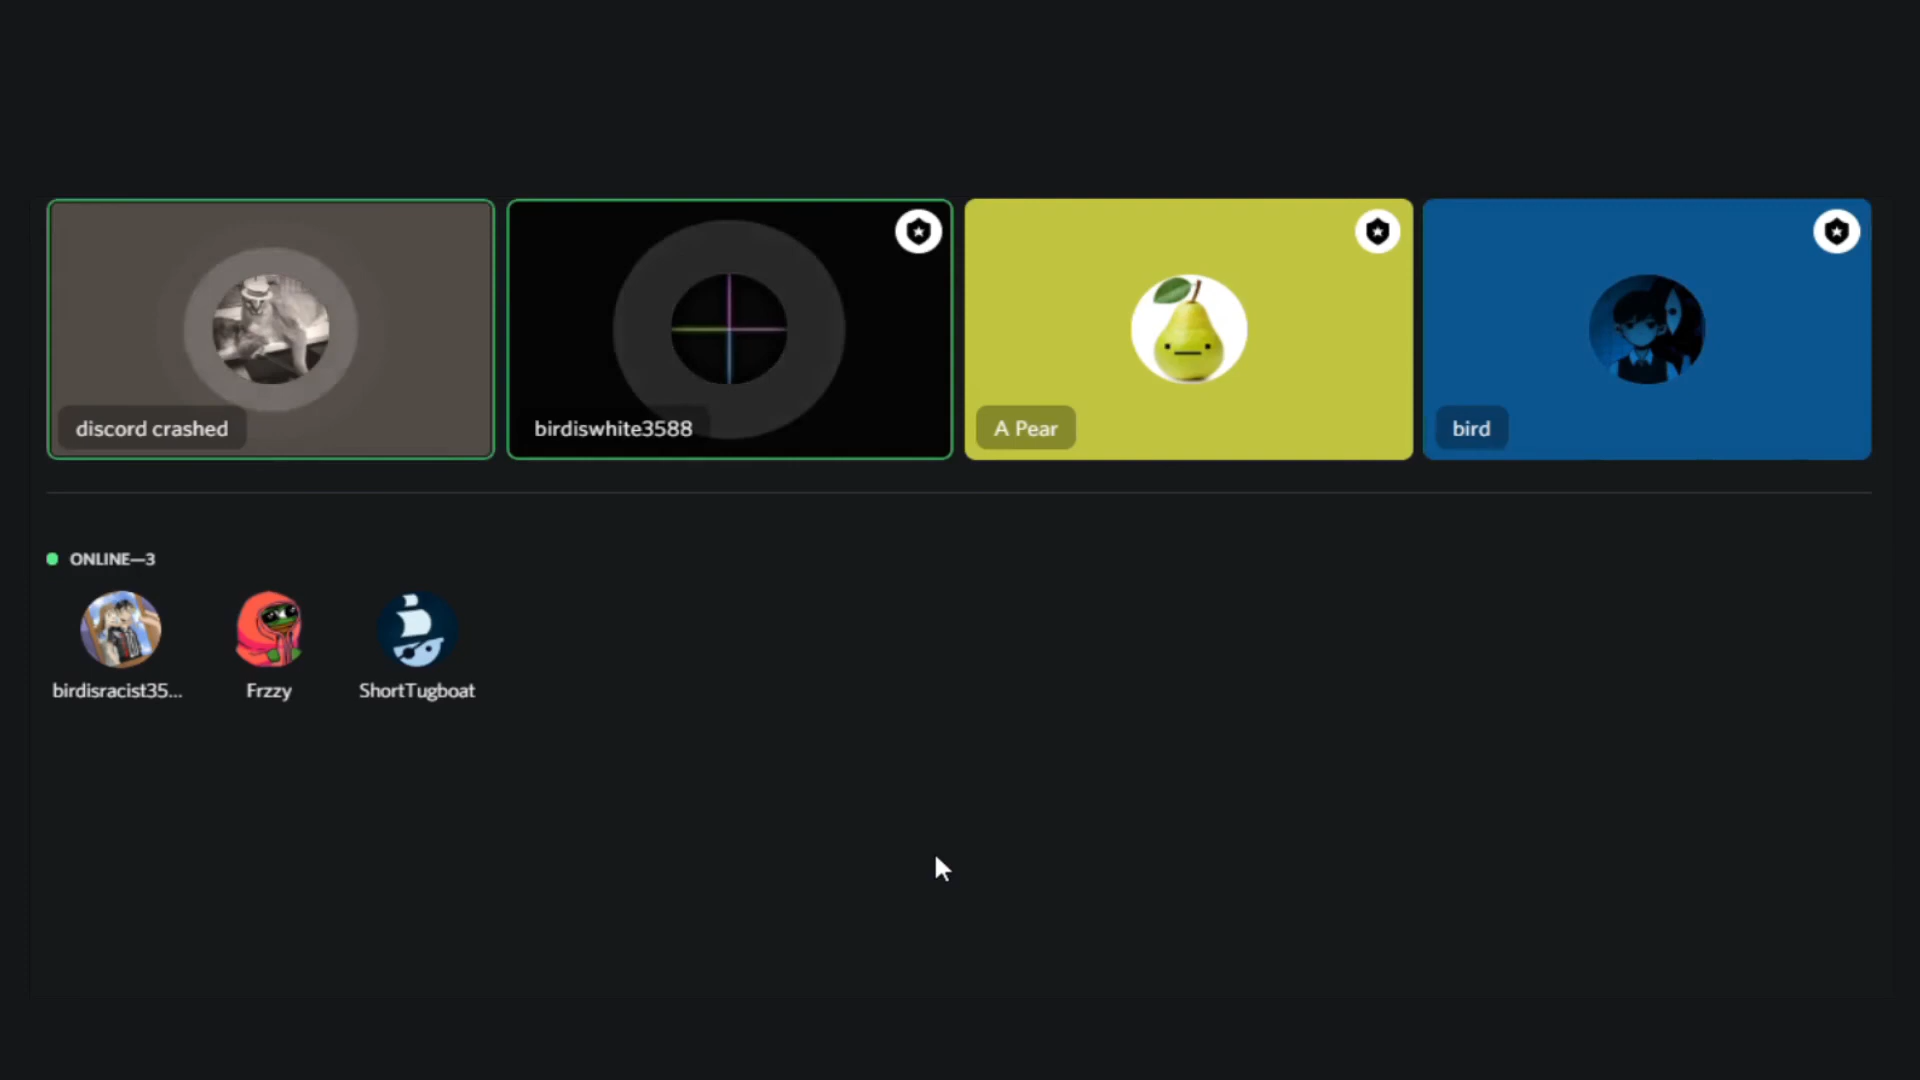 discord crashed
birdiswhite3588
A Pear
bird
ONLINE—3
birdisracist35...
Frzzy
ShortTugboat